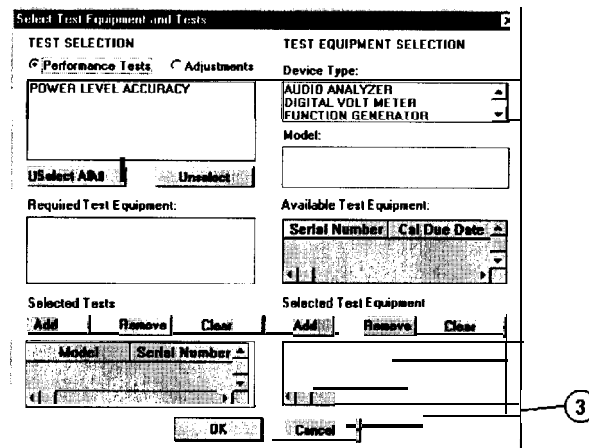 Select Test Equipment and Tests
TEST SELECTION
Performance Tests
Adjustments
POWER LEVEL ACCURACY
Unselect
Required Test Equipment:
Selected Tests
Add
Remove
Clear
Model
Serial Number
TEST EQUIPMENT SELECTION
Device Type:
AUDIO ANALYZER
DIGITAL VOLT METER
FUNCTION GENERATOR
Model:
Available Test Equipment:
Serial Number
Cal Due Date
Selected Test Equipment
Add
Remove
Clear
OK
Cancel
3